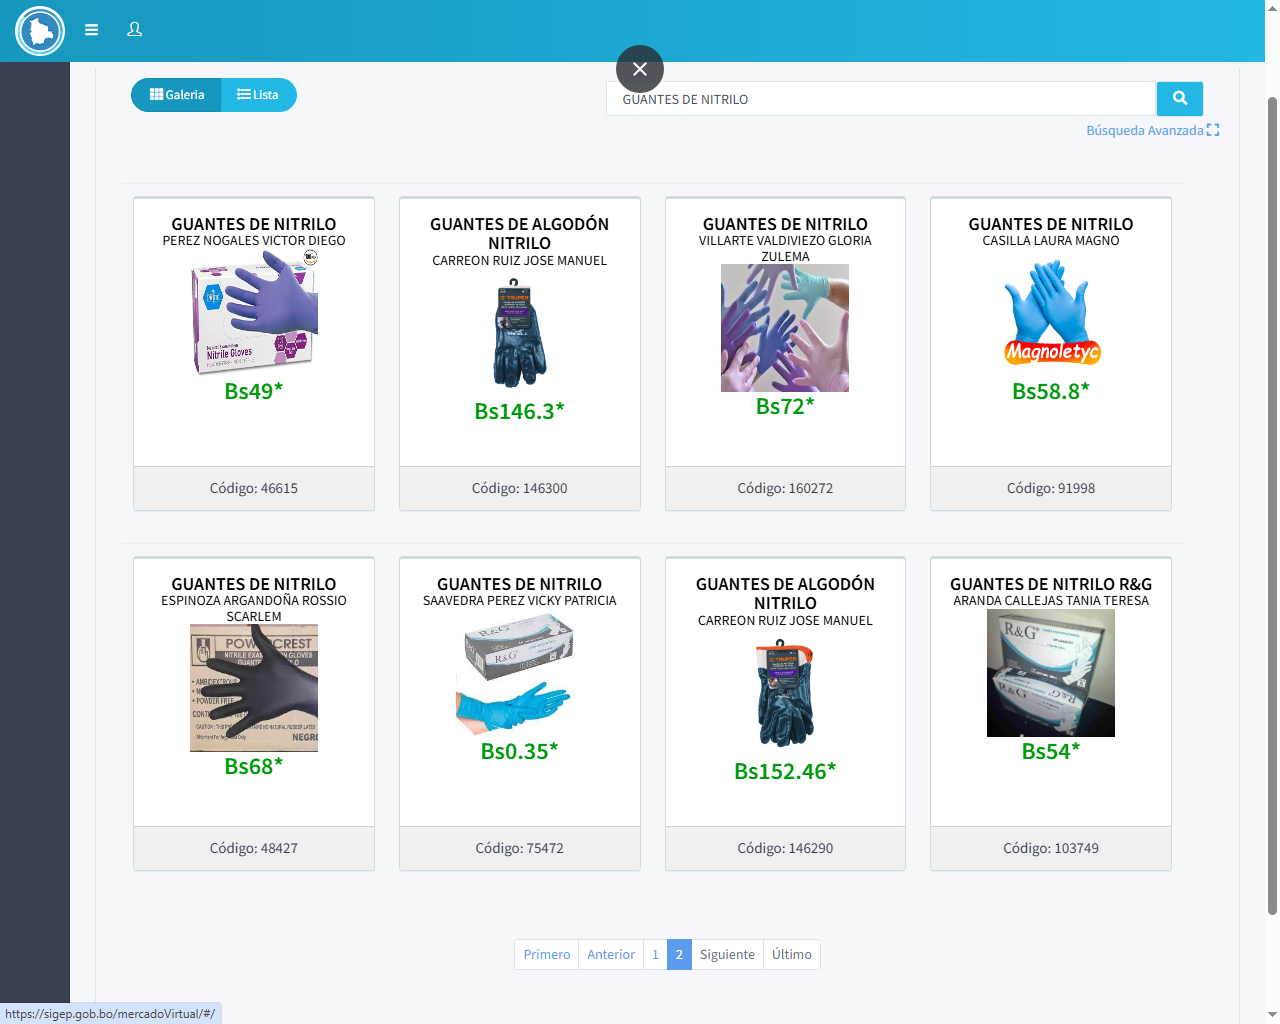 Galeria
Lista
GUANTES DE NITRILO
Búsqueda Avanzada
GUANTES DE NITRILO
PEREZ NOGALES VICTOR DIEGO
Nitrile Gloves
Bs49*
Código: 46615
GUANTES DE ALGODÓN
NITRILO
CARREON RUIZ JOSE MANUEL
TRUPER
Bs146.3*
Código: 146300
GUANTES DE NITRILO
VILLARTE VALDIVIEZO GLORIA
ZULEMA
Bs72*
Código: 160272
GUANTES DE NITRILO
CASILLA LAURA MAGNO
Magnoletyc
Bs58.8*
Código: 91998
GUANTES DE NITRILO
ESPINOZA ARGANDOÑA ROSSIO
SCARLEM
NEGRO
Bs68*
Código: 48427
GUANTES DE NITRILO
SAAVEDRA PEREZ VICKY PATRICIA
R&G
Bs0.35*
Código: 75472
GUANTES DE ALGODÓN
NITRILO
CARREON RUIZ JOSE MANUEL
TRUPER
Bs152.46*
Código: 146290
GUANTES DE NITRILO R&G
ARANDA CALLEJAS TANIA TERESA
R&G
R&G
Bs54*
Código: 103749
Primero Anterior 1 2 Siguiente Último
https://sigep.gob.bo/mercadoVirtual/#/